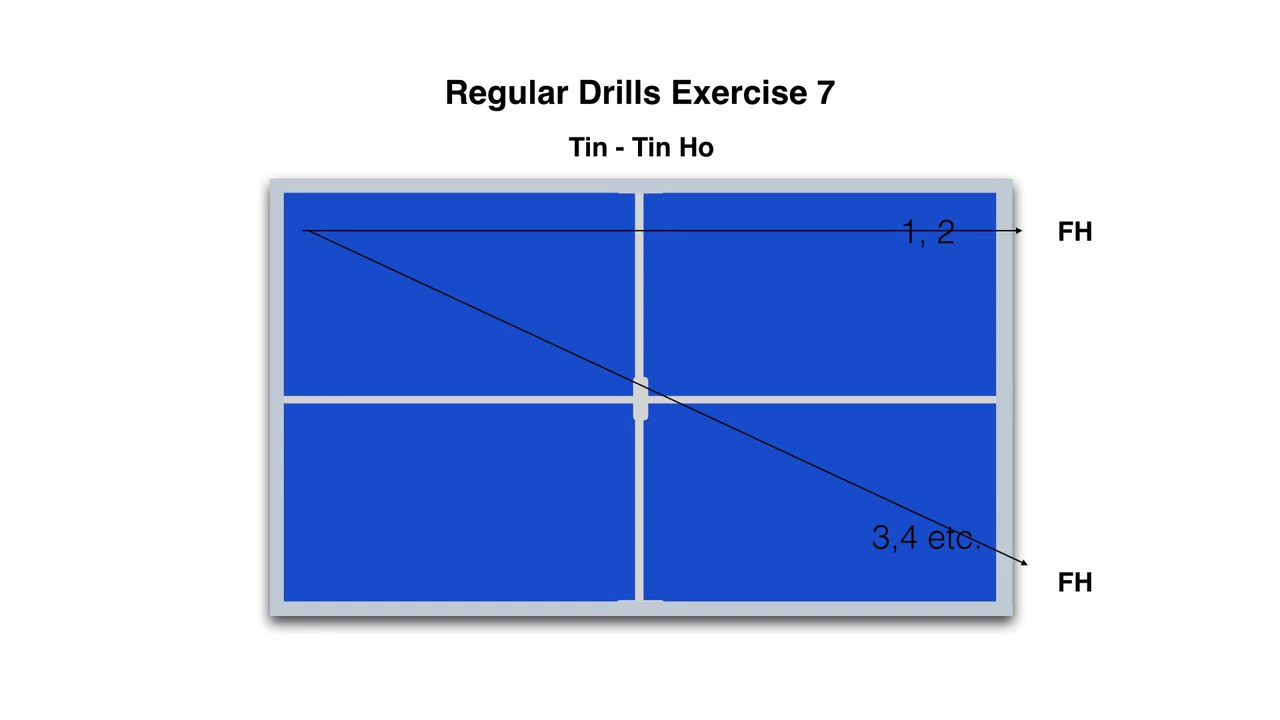 Regular Drills Exercise 7
Tin - Tin Ho
1, 2
FH
3,4 etc.
FH